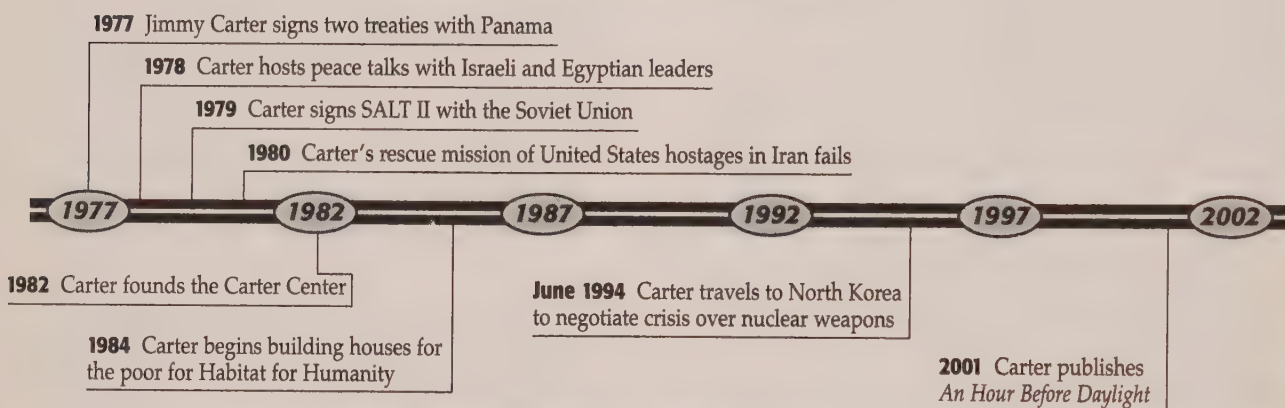 1977 Jimmy Carter signs two treaties with Panama
1978 Carter hosts peace talks with Israeli and Egyptian leaders
1979 Carter signs SALT II with the Soviet Union
1980 Carter's rescue mission of United States hostages in Iran fails
1977 1982 1987 1992 1997 2002
1982 Carter founds the Carter Center
1984 Carter begins building houses for
the poor for Habitat for Humanity
June 1994 Carter travels to North Korea
to negotiate crisis over nuclear weapons
2001 Carter publishes
An Hour Before Daylight